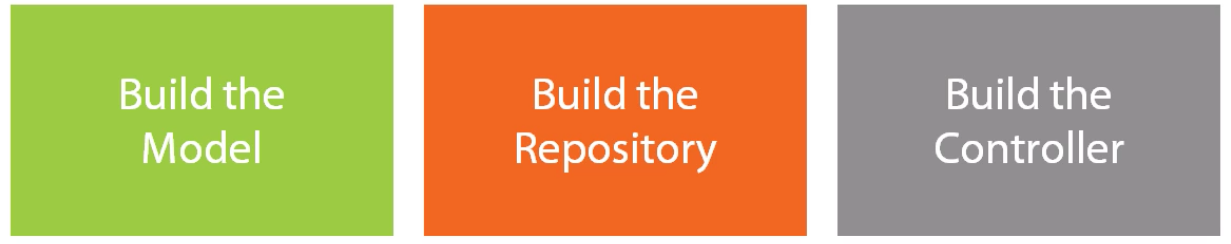 Build the
Model
Build the
Repository
Build the
Controller